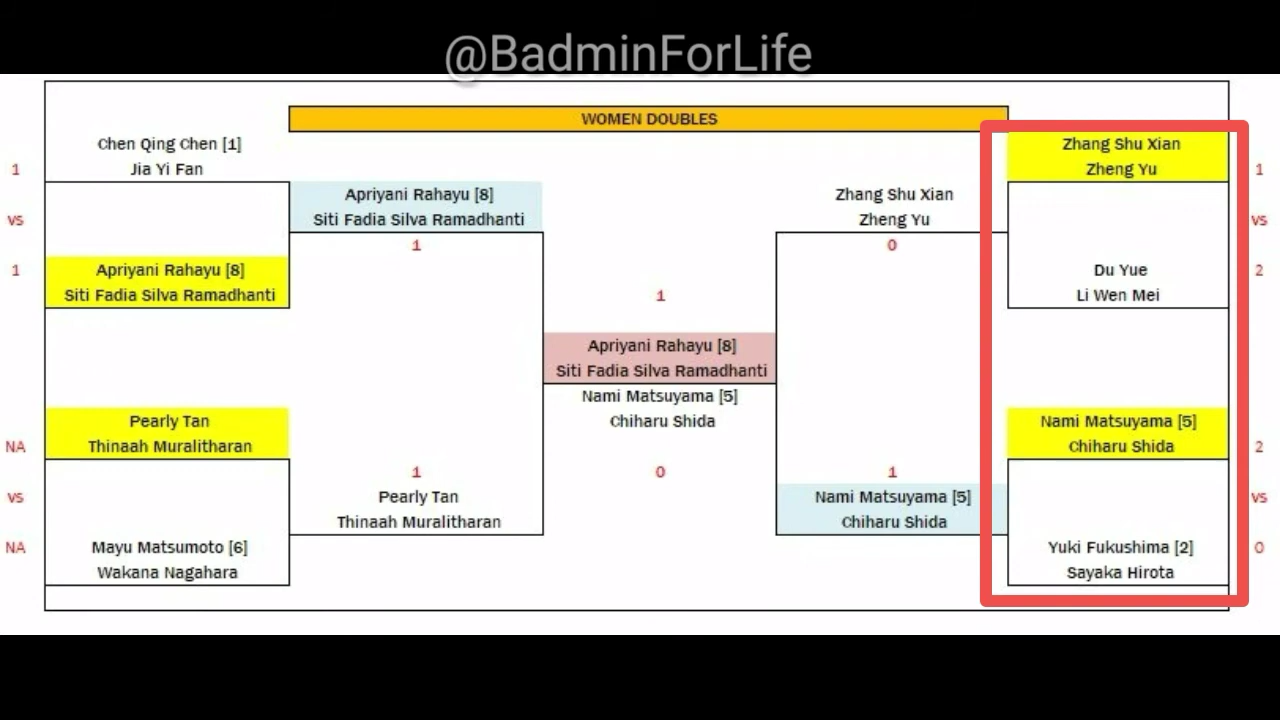 @BadminForLife
WOMEN DOUBLES
Chen Qing Chen [1]
Jia Yi Fan
1
vs
1
Apriyani Rahayu [8]
Siti Fadia Silva Ramadhanti
Pearly Tan
Thinaah Muralitharan
NA
vs
NA
Mayu Matsumoto [6]
Wakana Nagahara
Apriyani Rahayu [8]
Siti Fadia Silva Ramadhanti
1
1
Pearly Tan
Thinaah Muralitharan
1
Apriyani Rahayu [8]
Siti Fadia Silva Ramadhanti
Nami Matsuyama [5]
Chiharu Shida
0
Zhang Shu Xian
Zheng Yu
0
1
Nami Matsuyama [5]
Chiharu Shida
Zhang Shu Xian
Zheng Yu
1
vs
2
Du Yue
Li Wen Mei
Nami Matsuyama [5]
Chiharu Shida
2
vs
0
Yuki Fukushima [2]
Sayaka Hirota